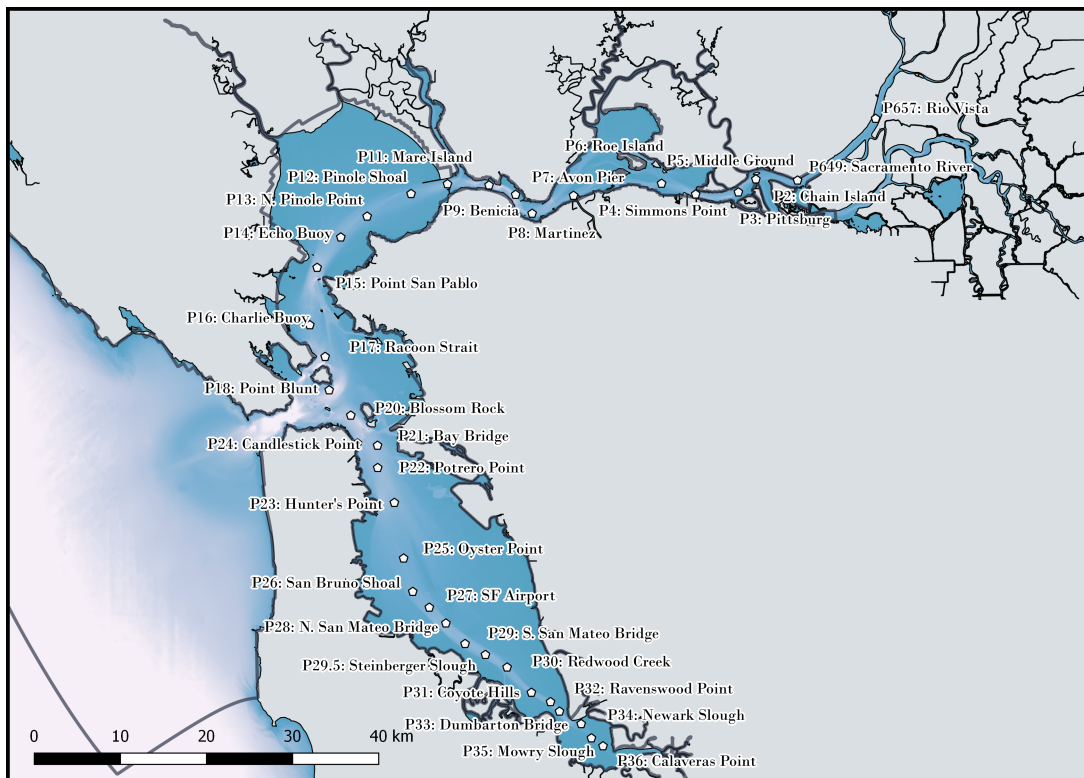 P657: Rio Vista
P6: Roe Island
P11: Mare Island
P5: Middle Ground
P649: Sacramento River
P12: Pinole Shoal
P7: Avon Pier
P2: Chain Island
P13: N. Pinole Point
P9: Benicia
P4: Simmons Point
P3: Pittsburg
P14: Echo Buoy
P8: Martinez
P15: Point San Pablo
P16: Charlie Buoy
P17: Racoon Strait
P18: Point Blunt
P20: Blossom Rock
P24: Candlestick Point
P21: Bay Bridge
P22: Potrero Point
P23: Hunter's Point
P25: Oyster Point
P26: San Bruno Shoal
P27: SF Airport
P28: N. San Mateo Bridge
P29: S. San Mateo Bridge
P29.5: Steinberger Slough
P30: Redwood Creek
P31: Coyote Hills
P32: Ravenswood Point
P33: Dumbarton Bridge
P34: Newark Slough
P35: Mowry Slough
P36: Calaveras Point
0 10 20 30 40 km